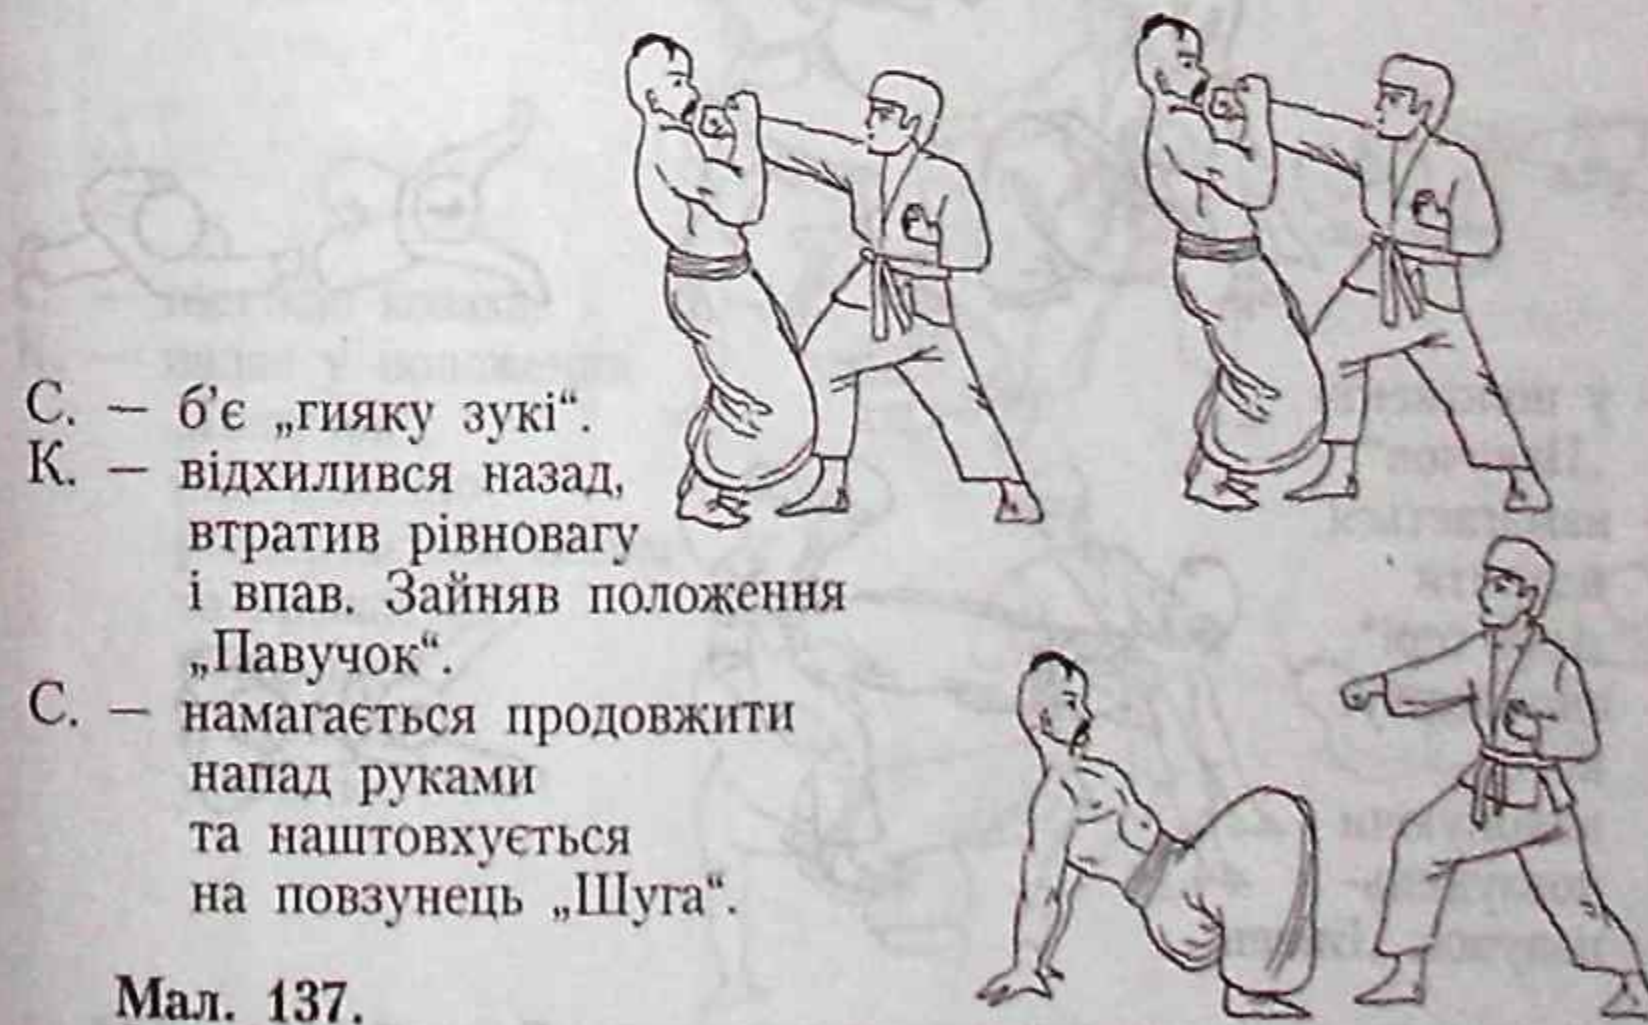 С. — б'є „гияку зукі“.
К. — відхилився назад,
втратив рівновагу
і впав. Зайняв положення
„Павучок“.
С. — намагається продовжити
напад руками
та наштовхується
на повзунець „Шуга“.
Мал. 137.